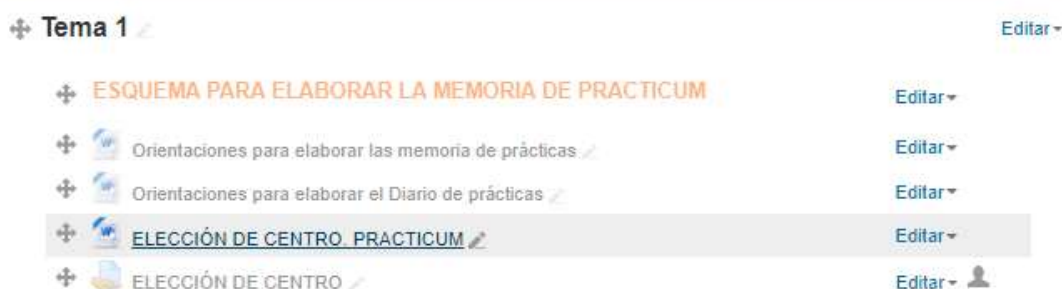 Tema 1 Editar
ESQUEMA PARA ELABORAR LA MEMORIA DE PRACTICUM Editar
Orientaciones para elaborar las memoria de prácticas Editar
Orientaciones para elaborar el Diario de prácticas Editar
ELECCIÓN DE CENTRO. PRACTICUM Editar
ELECCIÓN DE CENTRO Editar